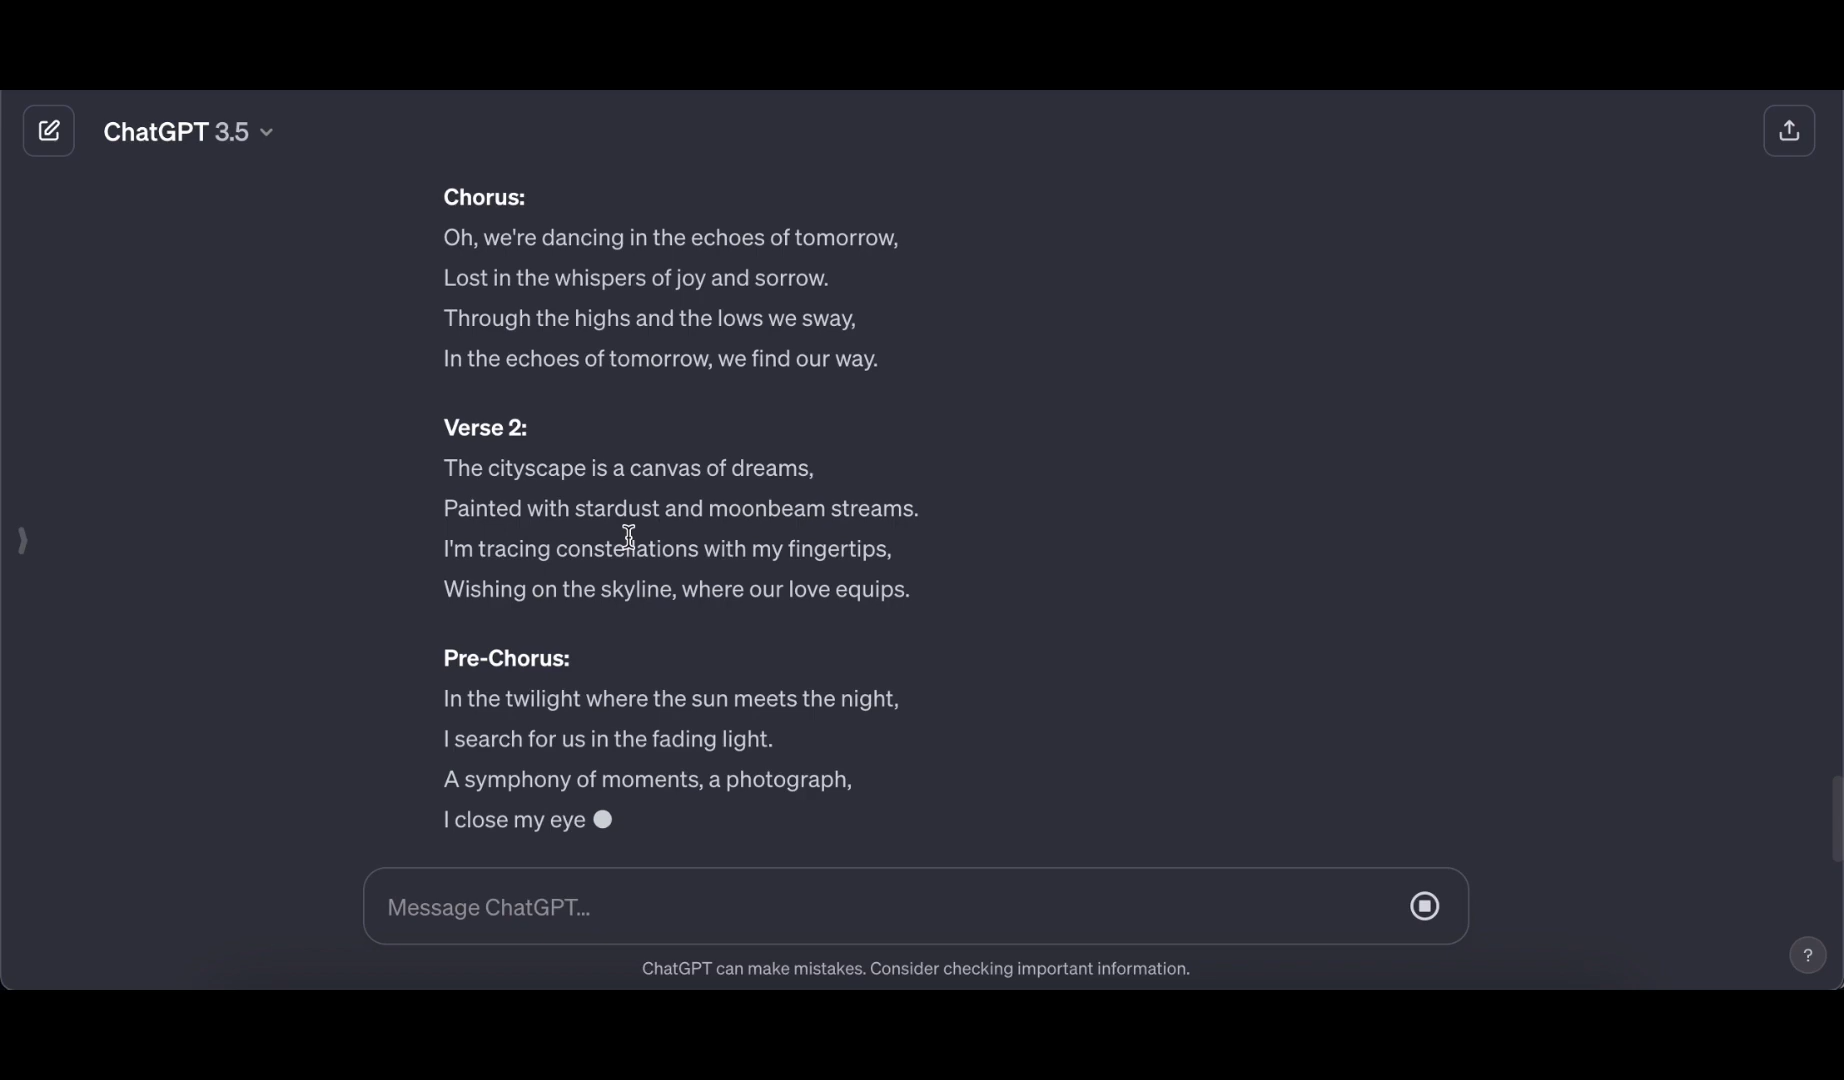 ChatGPT 3.5
Chorus:
Oh, we're dancing in the echoes of tomorrow,
Lost in the whispers of joy and sorrow.
Through the highs and the lows we sway,
In the echoes of tomorrow, we find our way.
Verse 2:
The cityscape is a canvas of dreams,
Painted with stardust and moonbeam streams.
I'm tracing constellations with my fingertips,
Wishing on the skyline, where our love equips.
Pre-Chorus:
In the twilight where the sun meets the night,
I search for us in the fading light.
A symphony of moments, a photograph,
I close my eye
Message ChatGPT...
ChatGPT can make mistakes. Consider checking important information.
?